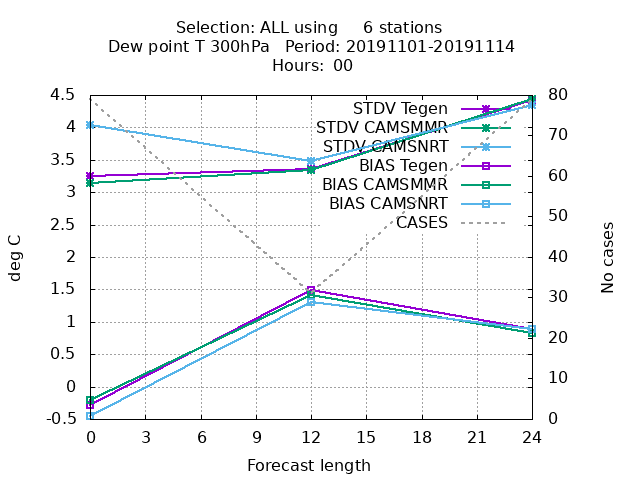 Selection: ALL using     6 stations
Dew point T 300hPa   Period: 20191101-20191114
Hours:  00
4.5
4
3.5
3
2.5
2
1.5
1
0.5
0
-0.5
deg C
STDV Tegen
STDV CAMSMMR
STDV CAMSNRT
BIAS Tegen
BIAS CAMSMMR
BIAS CAMSNRT
CASES
80
70
60
50
40
30
20
10
0
No cases
0 3 6 9 12 15 18 21 24
Forecast length